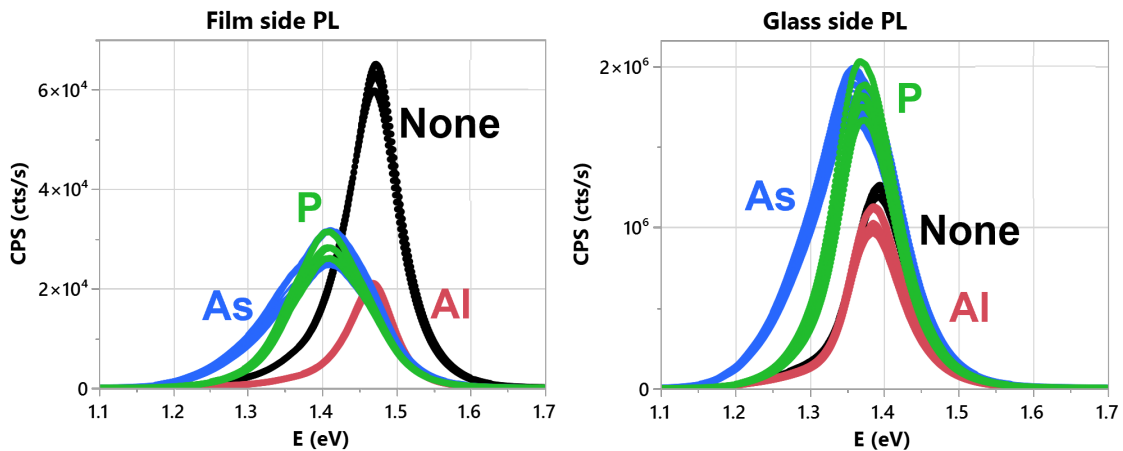 Film side PL
CPS (cts/s)
6×10⁴
4×10⁴
2×10⁴
0
None
P
As
Al
1.1 1.2 1.3 1.4 1.5 1.6 1.7
E (eV)
Glass side PL
CPS (cts/s)
2×10⁶
10⁶
0
P
As
None
Al
1.1 1.2 1.3 1.4 1.5 1.6 1.7
E (eV)